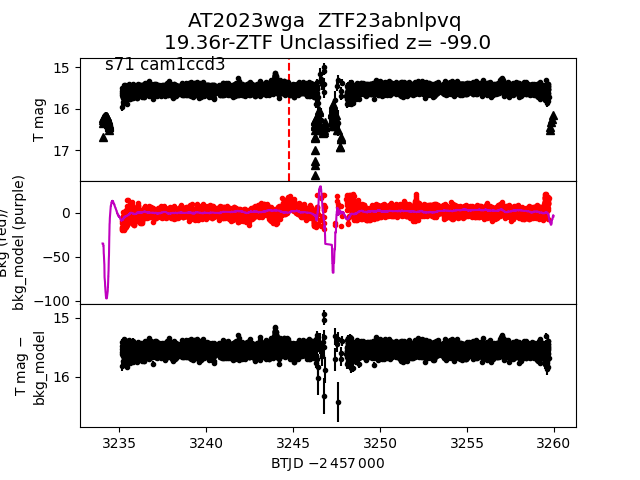 AT2023wga ZTF23abnlpvq
19.36r-ZTF Unclassified z= -99.0
s71 cam1ccd3
15
16
17
T mag
0
−50
−100
Bkg (red)/
bkg_model (purple)
15
16
T mag −
bkg_model
3235 3240 3245 3250 3255 3260
BTJD −2 457 000